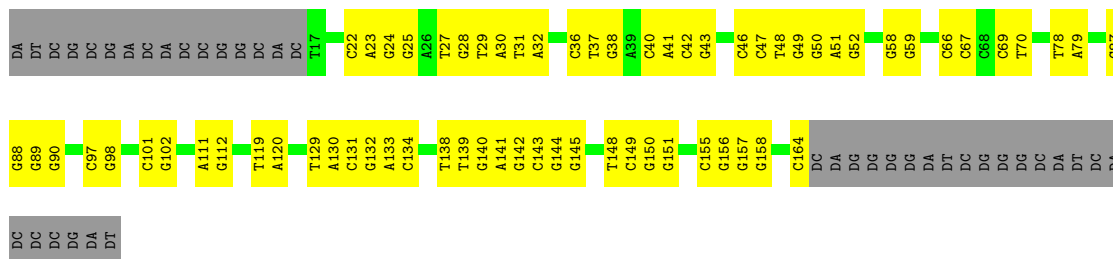 DA DT DC DG DC DG DA DC DA DC DC DG DG DC DA DC T17 C22 A23 G24 G25 A26 T27 G28 T29 A30 T31 A32 C36 T37 G38 A39 C40 A41 C42 G43 C46 C47 T48 G49 G50 A51 G52 G58 G59 C66 C67 C68 C69 T70 T78 A79
G88 G89 G90 C97 G98 C101 G102 A111 G112 T119 A120 T129 A130 C131 G132 A133 C134 T138 T139 G140 A141 G142 C143 G144 G145 T148 C149 G150 G151 C155 G156 G157 G158 C164 DC DA DG DG DG DG DA DT DC DG DG DG DC DA DT DC
DC DC DC DG DA DT